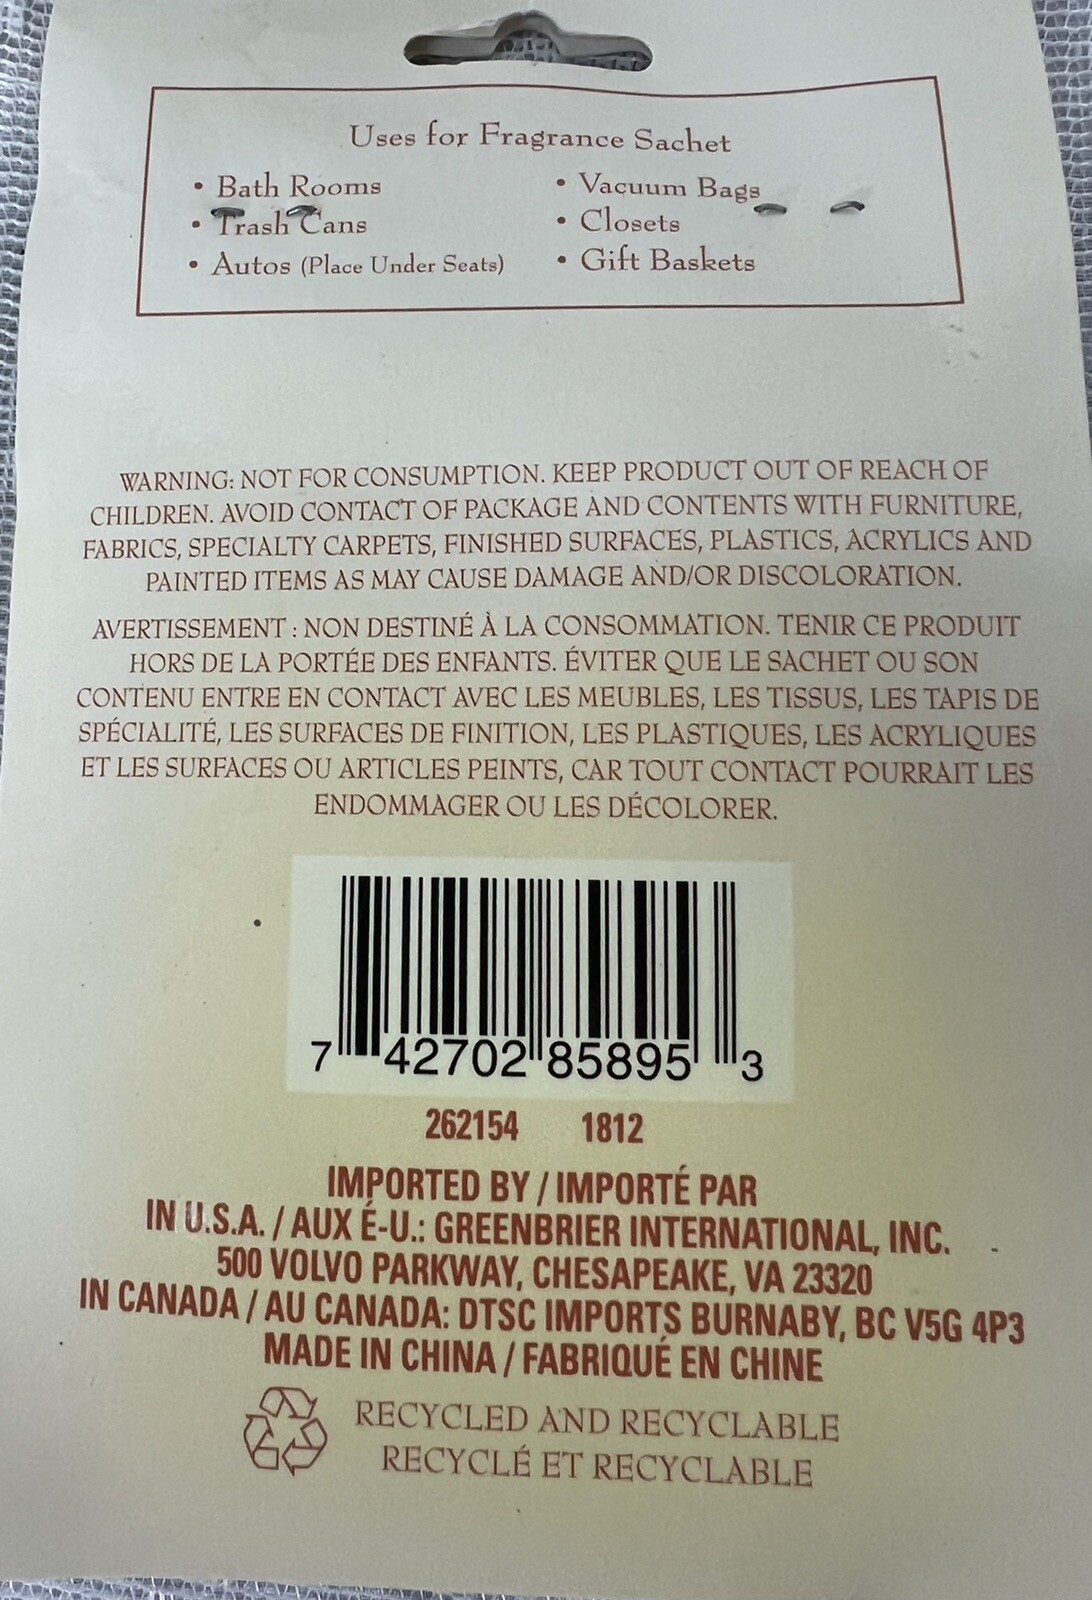 Uses for Fragrance Sachet
• Bath Rooms
• Trash Cans
• Autos (Place Under Seats)
• Vacuum Bags
• Closets
• Gift Baskets
WARNING: NOT FOR CONSUMPTION. KEEP PRODUCT OUT OF REACH OF
CHILDREN. AVOID CONTACT OF PACKAGE AND CONTENTS WITH FURNITURE,
FABRICS, SPECIALTY CARPETS, FINISHED SURFACES, PLASTICS, ACRYLICS AND
PAINTED ITEMS AS MAY CAUSE DAMAGE AND/OR DISCOLORATION.
AVERTISSEMENT : NON DESTINÉ À LA CONSOMMATION. TENIR CE PRODUIT
HORS DE LA PORTÉE DES ENFANTS. ÉVITER QUE LE SACHET OU SON
CONTENU ENTRE EN CONTACT AVEC LES MEUBLES, LES TISSUS, LES TAPIS DE
SPÉCIALITÉ, LES SURFACES DE FINITION, LES PLASTIQUES, LES ACRYLIQUES
ET LES SURFACES OU ARTICLES PEINTS, CAR TOUT CONTACT POURRAIT LES
ENDOMMAGER OU LES DÉCOLORER.
7 42702 85895 3
262154 1812
IMPORTED BY / IMPORTÉ PAR
IN U.S.A. / AUX É-U.: GREENBRIER INTERNATIONAL, INC.
500 VOLVO PARKWAY, CHESAPEAKE, VA 23320
IN CANADA / AU CANADA: DTSC IMPORTS BURNABY, BC V5G 4P3
MADE IN CHINA / FABRIQUÉ EN CHINE
RECYCLED AND RECYCLABLE
RECYCLÉ ET RECYCLABLE